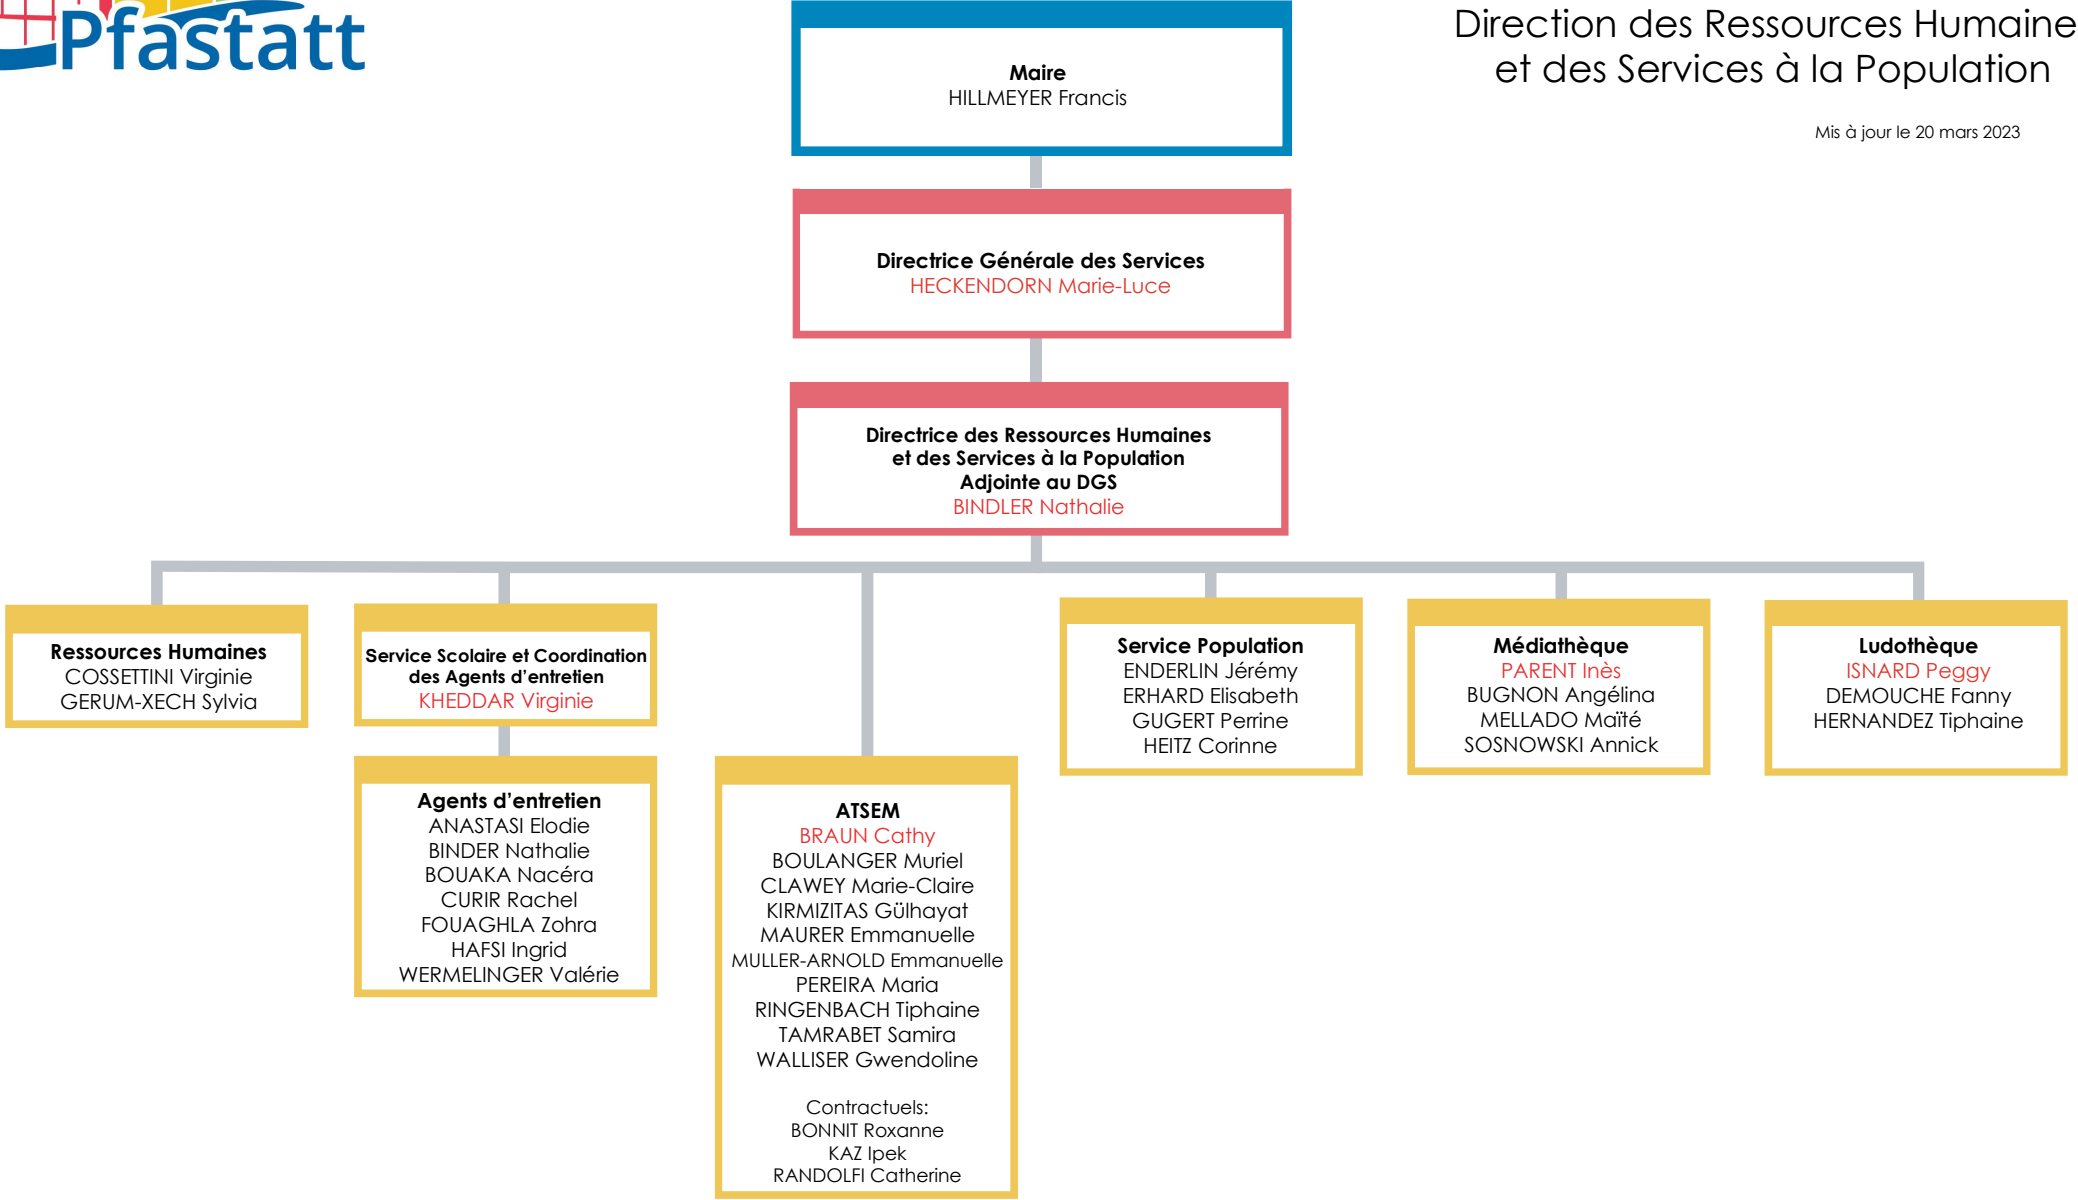 Pfastatt
Direction des Ressources Humaine
et des Services à la Population
Mis à jour le 20 mars 2023
Maire
HILLMEYER Francis
Directrice Générale des Services
HECKENDORN Marie-Luce
Directrice des Ressources Humaines
et des Services à la Population
Adjointe au DGS
BINDLER Nathalie
Ressources Humaines
COSSETTINI Virginie
GERUM-XECH Sylvia
Service Scolaire et Coordination
des Agents d'entretien
KHEDDAR Virginie
Agents d'entretien
ANASTASI Elodie
BINDER Nathalie
BOUAKA Nacéra
CURIR Rachel
FOUAGHLA Zohra
HAFSI Ingrid
WERMELINGER Valérie
ATSEM
BRAUN Cathy
BOULANGER Muriel
CLAWEY Marie-Claire
KIRMIZITAS Gülhayat
MAURER Emmanuelle
MULLER-ARNOLD Emmanuelle
PEREIRA Maria
RINGENBACH Tiphaine
TAMRABET Samira
WALLISER Gwendoline
Contractuels:
BONNIT Roxanne
KAZ Ipek
RANDOLFI Catherine
Service Population
ENDERLIN Jérémy
ERHARD Elisabeth
GUGERT Perrine
HEITZ Corinne
Médiathèque
PARENT Inès
BUGNON Angélina
MELLADO Maïté
SOSNOWSKI Annick
Ludothèque
ISNARD Peggy
DEMOUCHE Fanny
HERNANDEZ Tiphaine